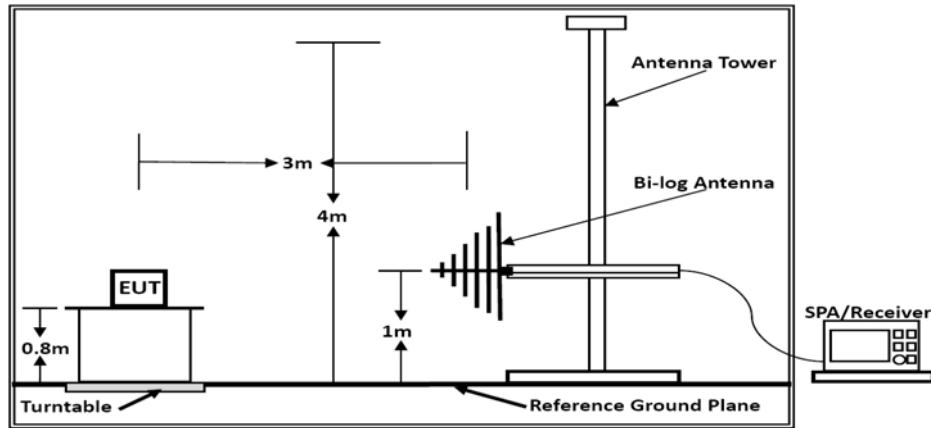 Antenna Tower
3m
Bi-log Antenna
4m
EUT
1m
SPA/Receiver
0.8m
Turntable
Reference Ground Plane